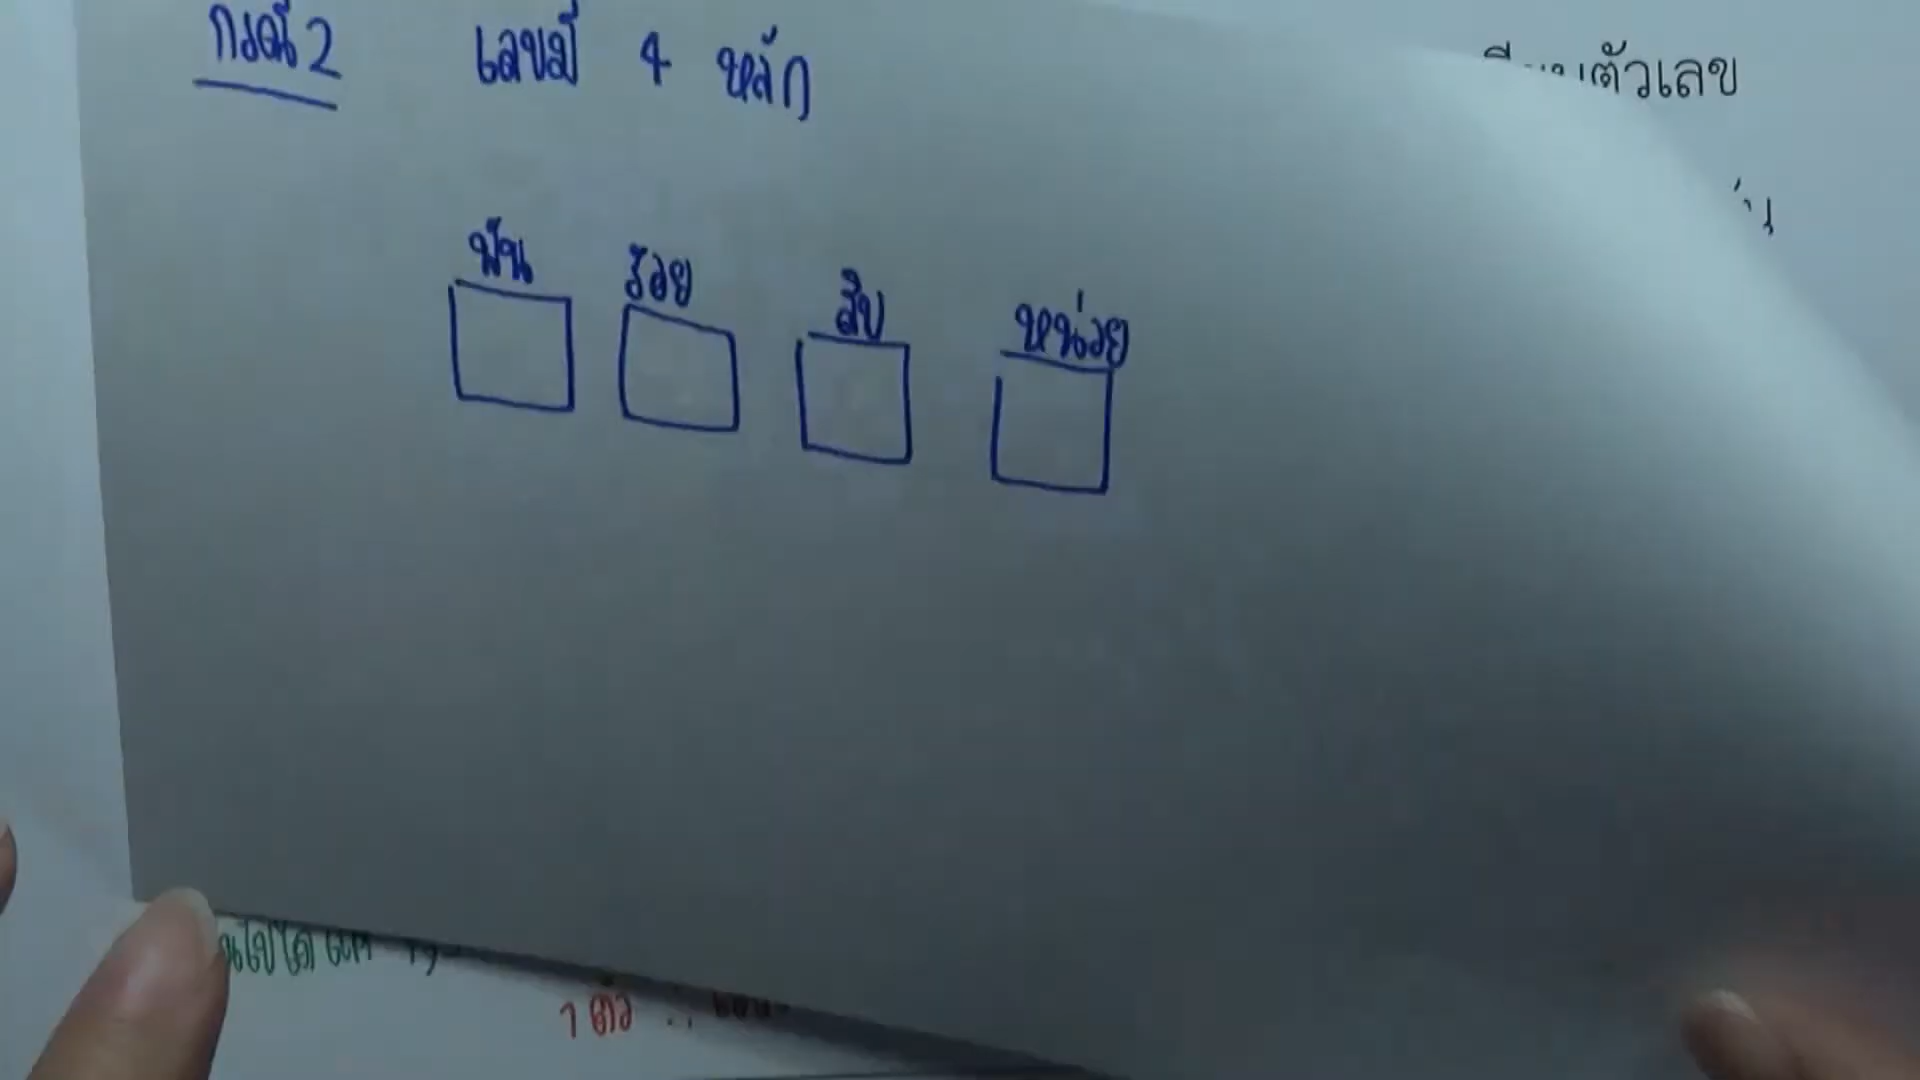 กรณี 2 เลขมี 4 หลัก
ตัวเลข
พัน ร้อย สิบ หน่วย
1 ตัว ∴